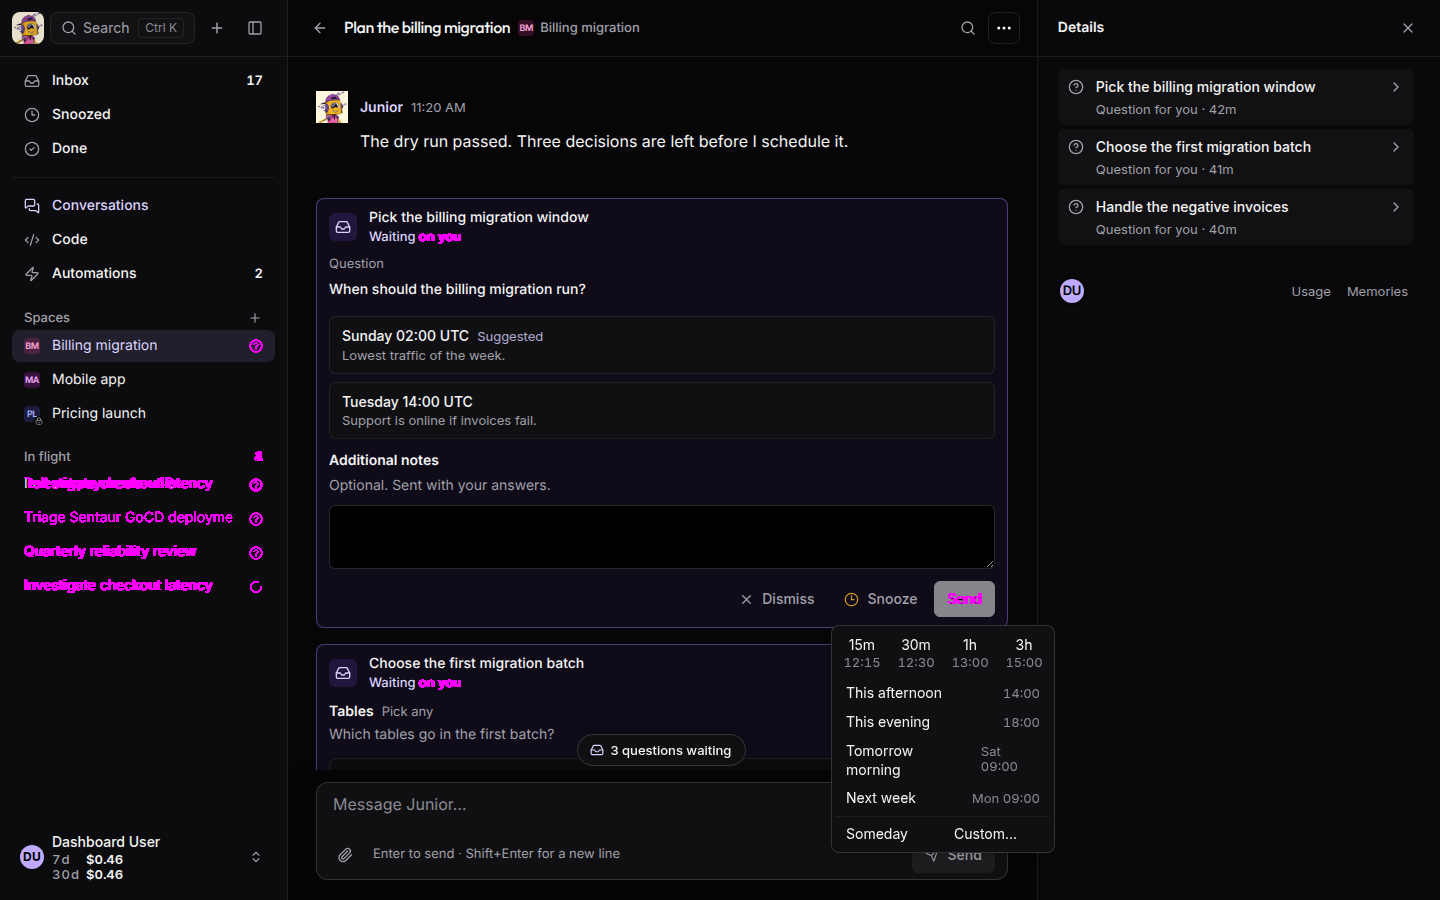 Search Ctrl K
Inbox 17
Snoozed
Done
Conversations
Code
Automations 2
Spaces
BM Billing migration
MA Mobile app
PL Pricing launch
In flight
latency
Triage Sentaur GoCD deployme
Quarterly reliability review
Investigate checkout latency
DU Dashboard User
7d $0.46
30d $0.46
Plan the billing migration BM Billing migration
Junior 11:20 AM
The dry run passed. Three decisions are left before I schedule it.
Pick the billing migration window
Waiting on you
Question
When should the billing migration run?
Sunday 02:00 UTC Suggested
Lowest traffic of the week.
Tuesday 14:00 UTC
Support is online if invoices fail.
Additional notes
Optional. Sent with your answers.
Dismiss Snooze Send
Choose the first migration batch
Waiting on you
Tables Pick any
Which tables go in the first batch?
3 questions waiting
Message Junior...
Enter to send · Shift+Enter for a new line
Send
15m 30m 1h 3h
12:15 12:30 13:00 15:00
This afternoon 14:00
This evening 18:00
Tomorrow morning Sat 09:00
Next week Mon 09:00
Someday Custom...
Details
Pick the billing migration window
Question for you · 42m
Choose the first migration batch
Question for you · 41m
Handle the negative invoices
Question for you · 40m
DU Usage Memories